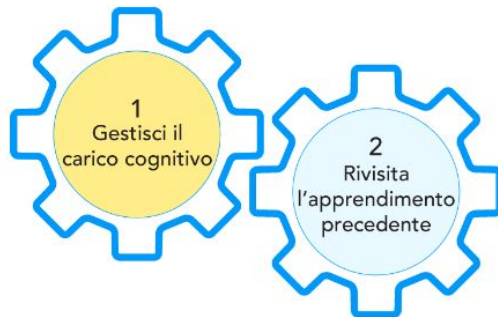 1
Gestisci il
carico cognitivo
2
Rivisita
l'apprendimento
precedente